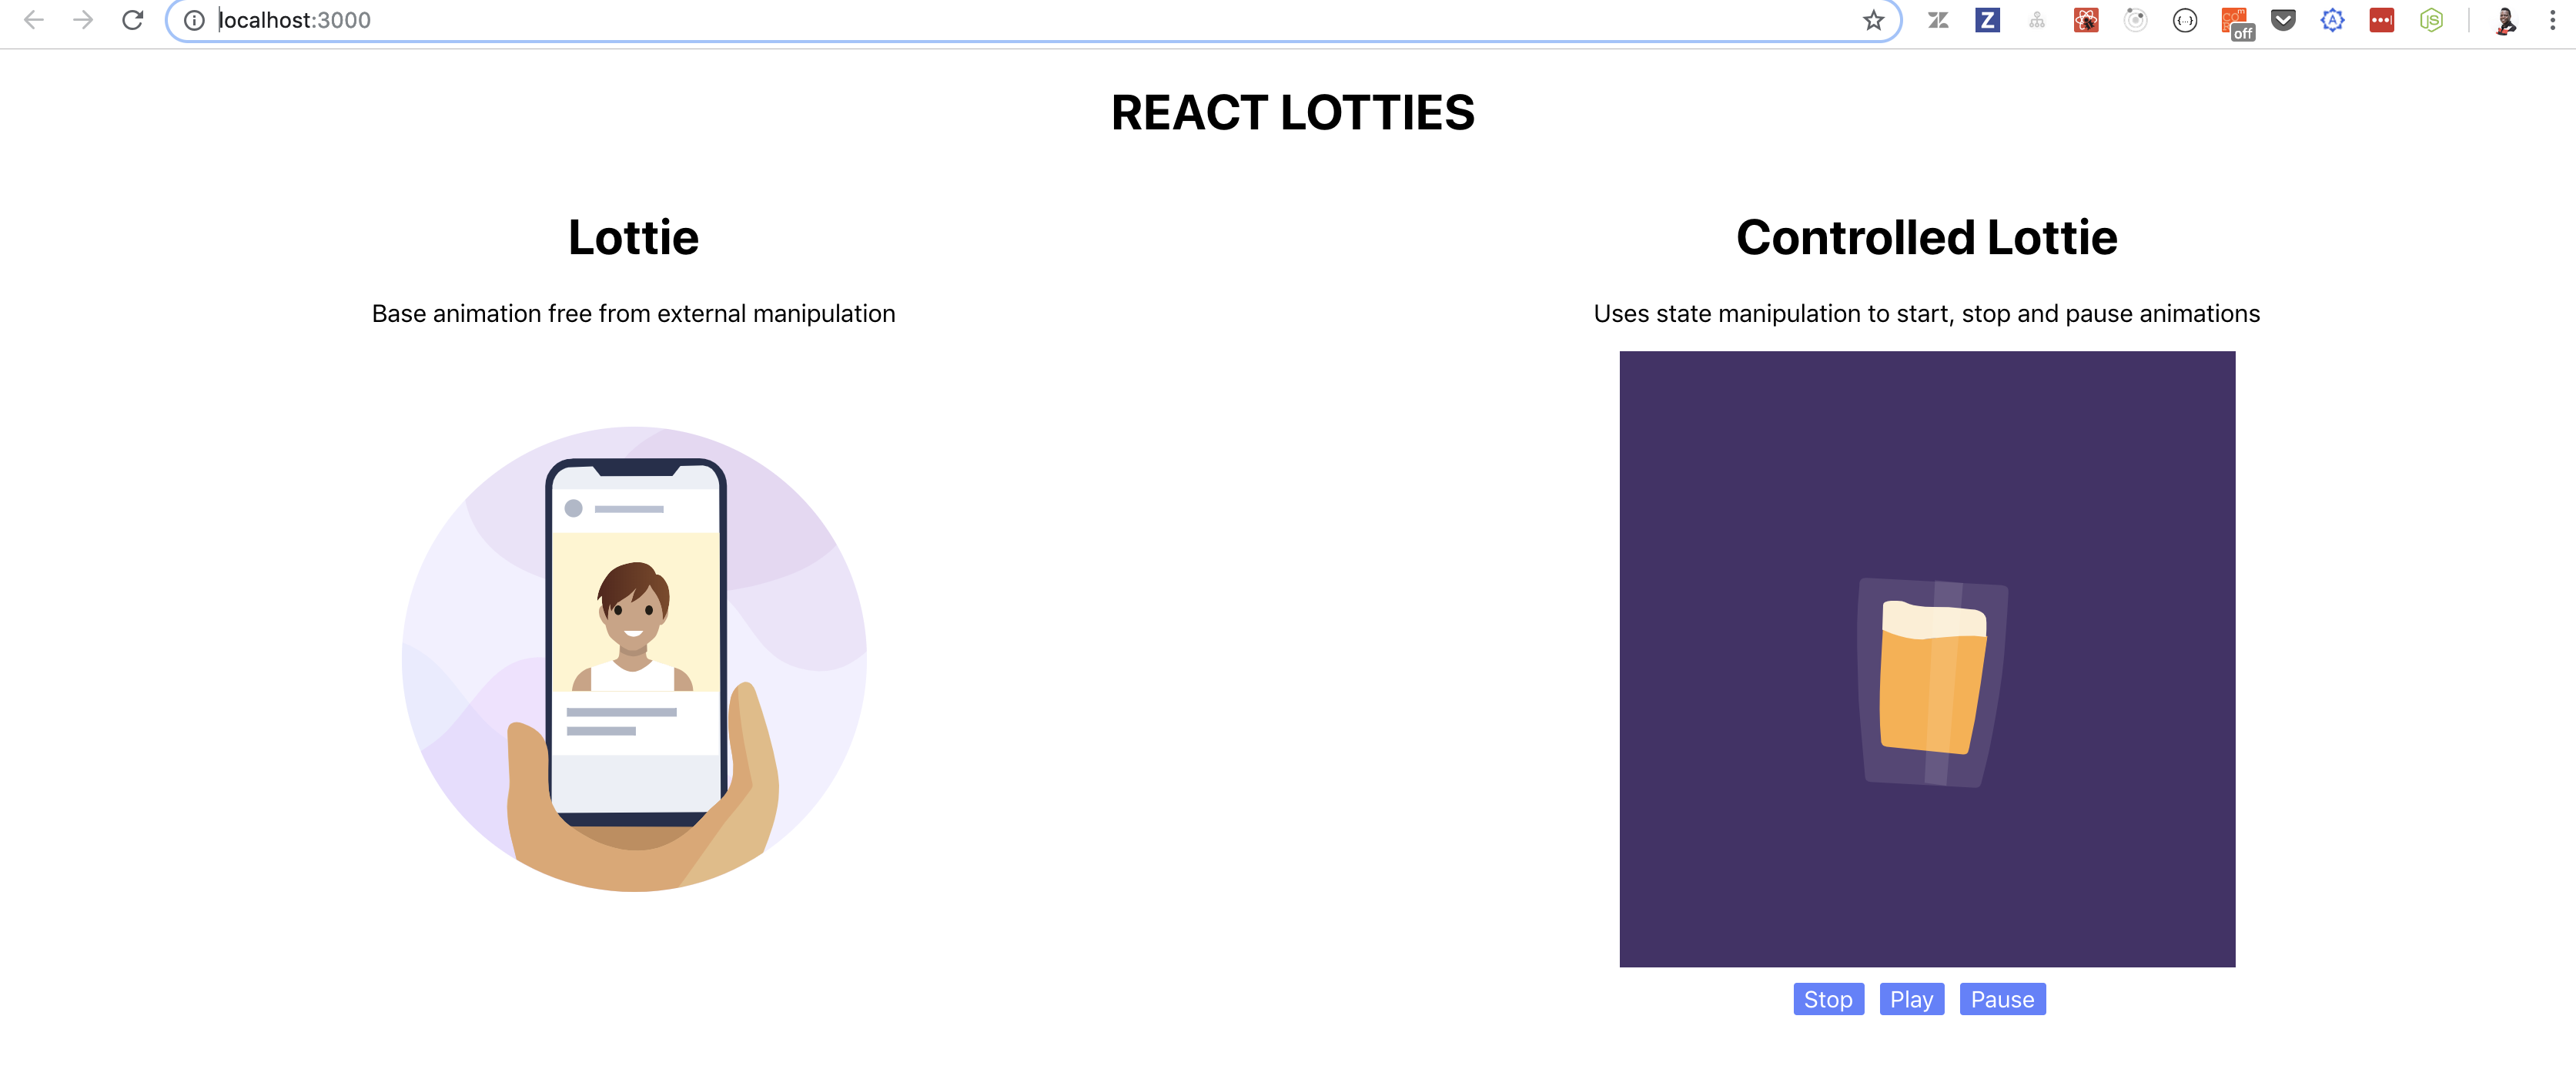 localhost:3000
off
REACT LOTTIES
Lottie
Base animation free from external manipulation
Controlled Lottie
Uses state manipulation to start, stop and pause animations
Stop Play Pause